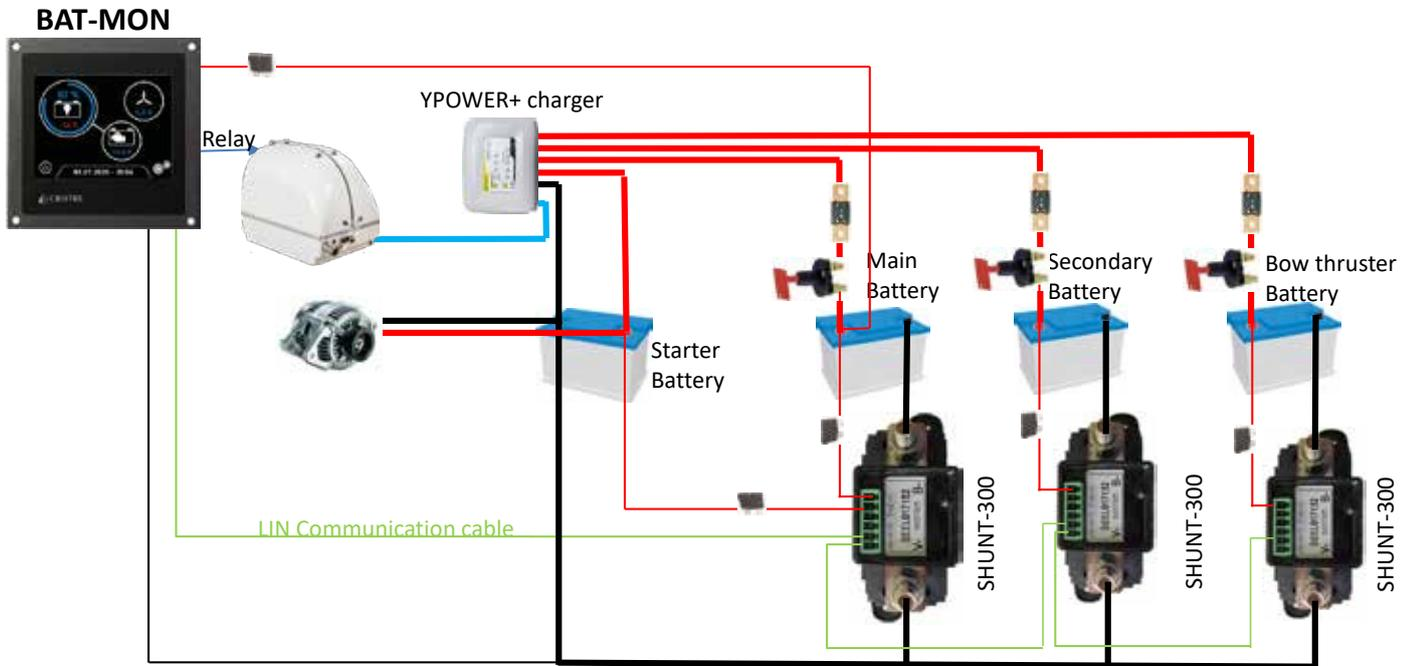 BAT-MON
YPOWER+ charger
Relay
Main
Battery
Secondary
Battery
Bow thruster
Battery
Starter
Battery
LIN Communication cable
SHUNT-300
SHUNT-300
SHUNT-300